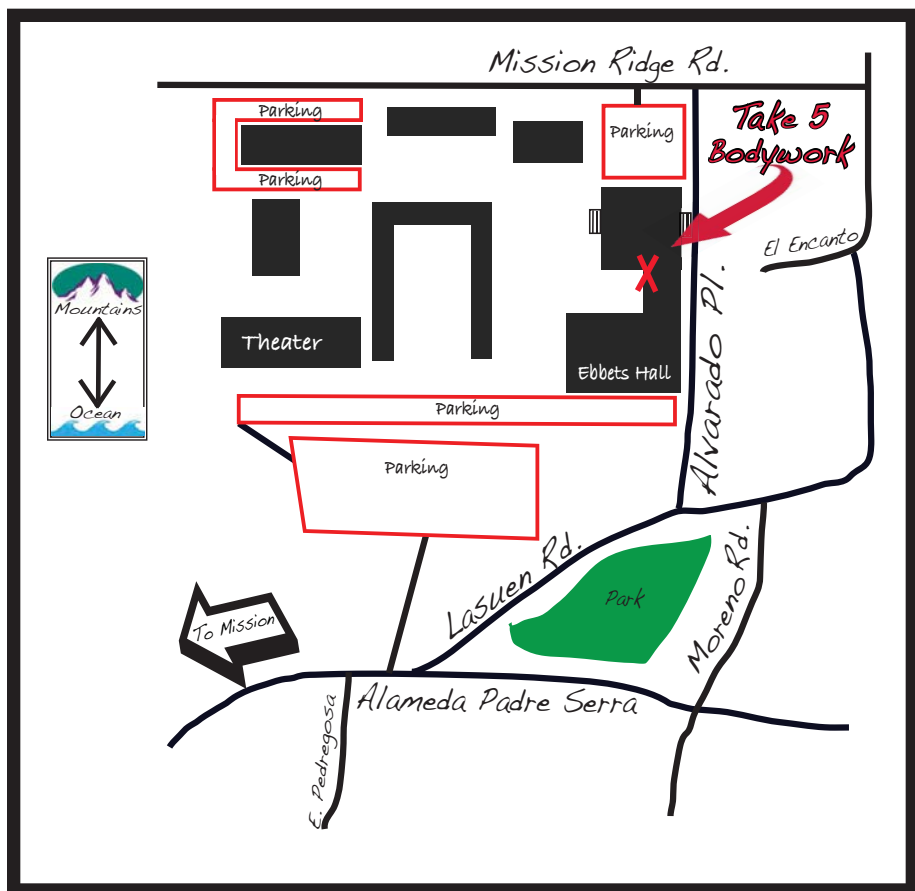 Mission Ridge Rd.
Parking
Parking
Take 5
Bodywork
Parking
El Encanto
Mountains
Theater
Ebbets Hall
Alvarado Pl.
Ocean
Parking
Parking
Lasuen Rd.
Park
Moreno Rd.
To Mission
Alameda Padre Serra
E. Pedregosa